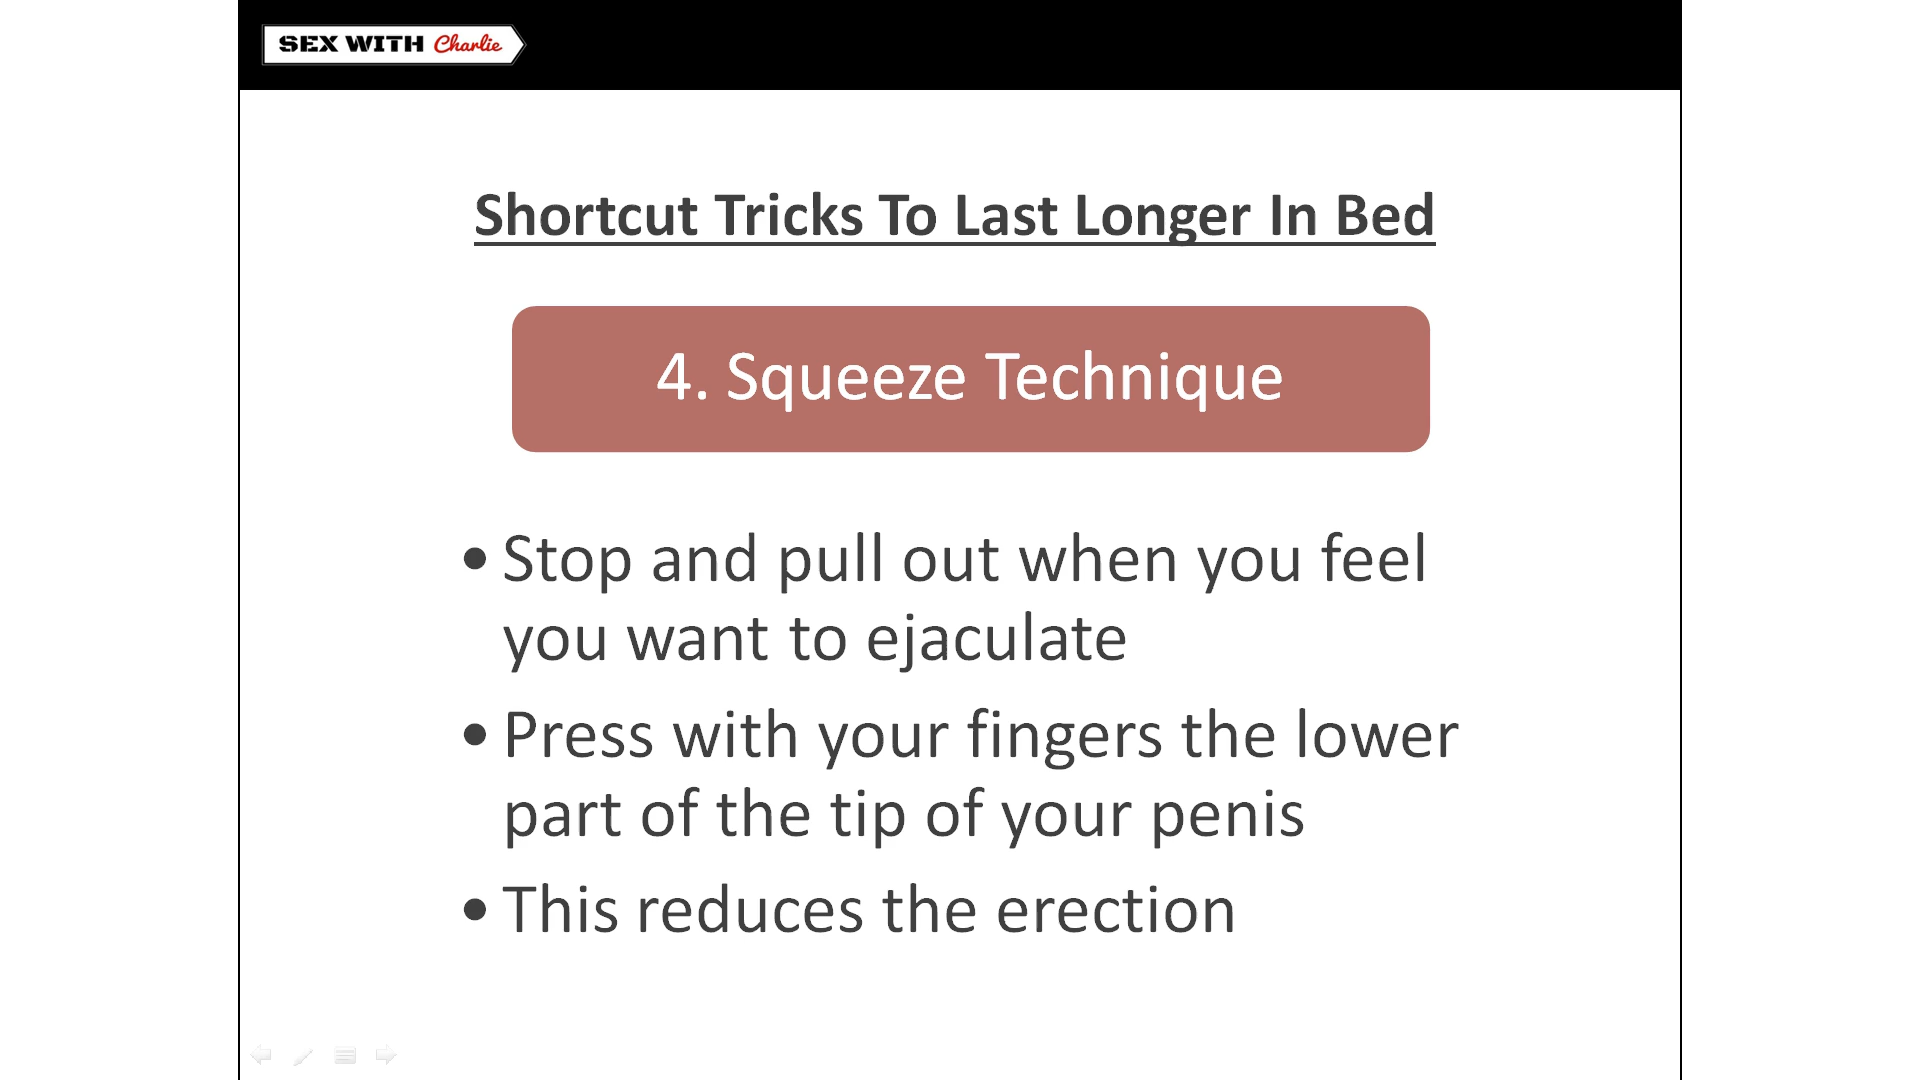 SEX WITH Charlie
Shortcut Tricks To Last Longer In Bed
4. Squeeze Technique
• Stop and pull out when you feel
you want to ejaculate
• Press with your fingers the lower
part of the tip of your penis
• This reduces the erection